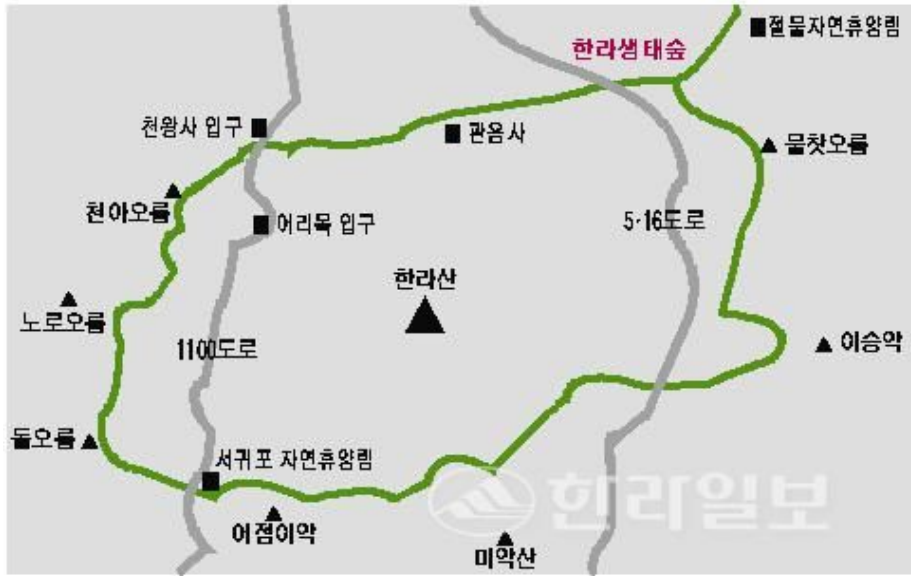 절물자연휴양림
한라생태숲
천왕사 입구
관음사
물찻오름
천아오름
어리목 입구
5·16도로
한라산
노로오름
1100도로
이승악
돌오름
서귀포 자연휴양림
한라일보
어점이악
미악산